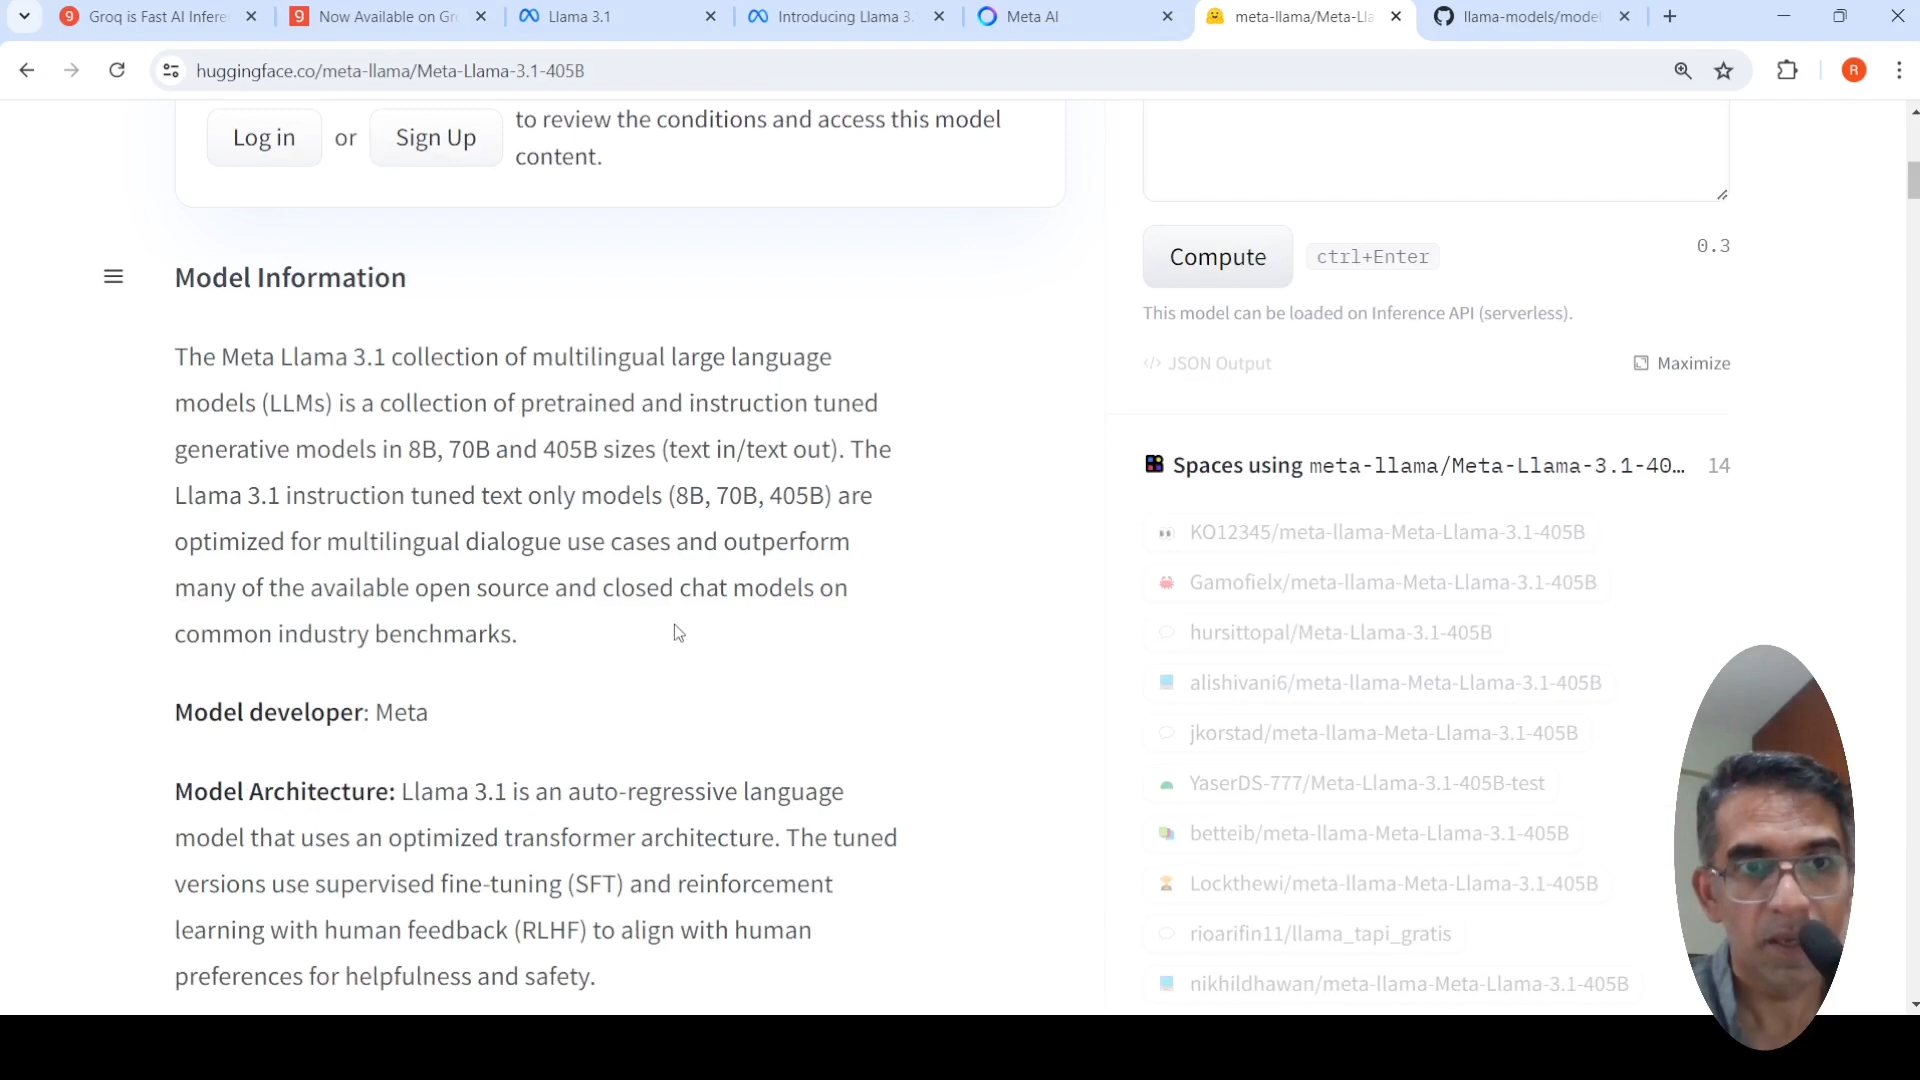 Groq is Fast AI Infere
Now Available on Gro
Llama 3.1
Introducing Llama 3.
Meta AI
meta-llama/Meta-Lla
llama-models/model
huggingface.co/meta-llama/Meta-Llama-3.1-405B
R
Log in or Sign Up to review the conditions and access this model
content.
Model Information
The Meta Llama 3.1 collection of multilingual large language
models (LLMs) is a collection of pretrained and instruction tuned
generative models in 8B, 70B and 405B sizes (text in/text out). The
Llama 3.1 instruction tuned text only models (8B, 70B, 405B) are
optimized for multilingual dialogue use cases and outperform
many of the available open source and closed chat models on
common industry benchmarks.
Model developer: Meta
Model Architecture: Llama 3.1 is an auto-regressive language
model that uses an optimized transformer architecture. The tuned
versions use supervised fine-tuning (SFT) and reinforcement
learning with human feedback (RLHF) to align with human
preferences for helpfulness and safety.
Compute ctrl+Enter 0.3
This model can be loaded on Inference API (serverless).
</> JSON Output Maximize
Spaces using meta-llama/Meta-Llama-3.1-40… 14
KO12345/meta-llama-Meta-Llama-3.1-405B
Gamofielx/meta-llama-Meta-Llama-3.1-405B
hursittopal/Meta-Llama-3.1-405B
alishivani6/meta-llama-Meta-Llama-3.1-405B
jkorstad/meta-llama-Meta-Llama-3.1-405B
YaserDS-777/Meta-Llama-3.1-405B-test
betteib/meta-llama-Meta-Llama-3.1-405B
Lockthewi/meta-llama-Meta-Llama-3.1-405B
rioarifin11/llama_tapi_gratis
nikhildhawan/meta-llama-Meta-Llama-3.1-405B